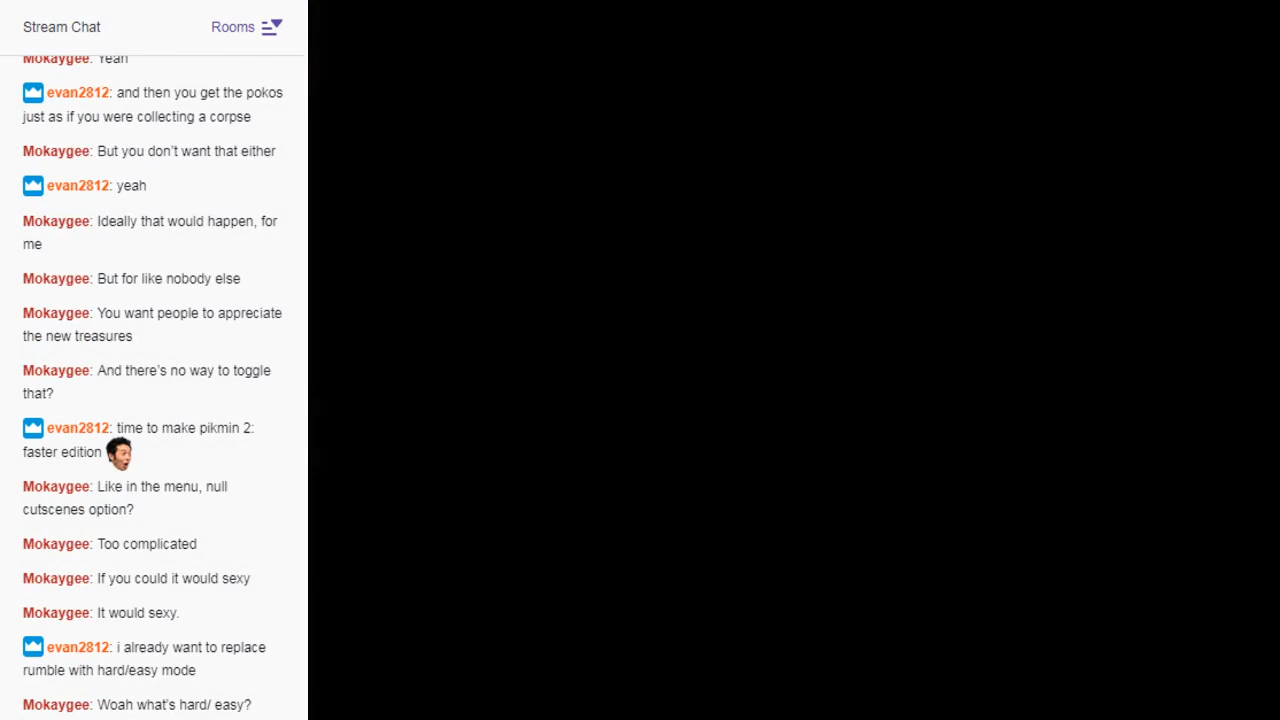 Stream Chat
Rooms
Mokaygee: Yeah
evan2812: and then you get the pokos
just as if you were collecting a corpse
Mokaygee: But you don’t want that either
evan2812: yeah
Mokaygee: Ideally that would happen, for
me
Mokaygee: But for like nobody else
Mokaygee: You want people to appreciate
the new treasures
Mokaygee: And there’s no way to toggle
that?
evan2812: time to make pikmin 2:
faster edition
Mokaygee: Like in the menu, null
cutscenes option?
Mokaygee: Too complicated
Mokaygee: If you could it would sexy
Mokaygee: It would sexy.
evan2812: i already want to replace
rumble with hard/easy mode
Mokaygee: Woah what’s hard/ easy?